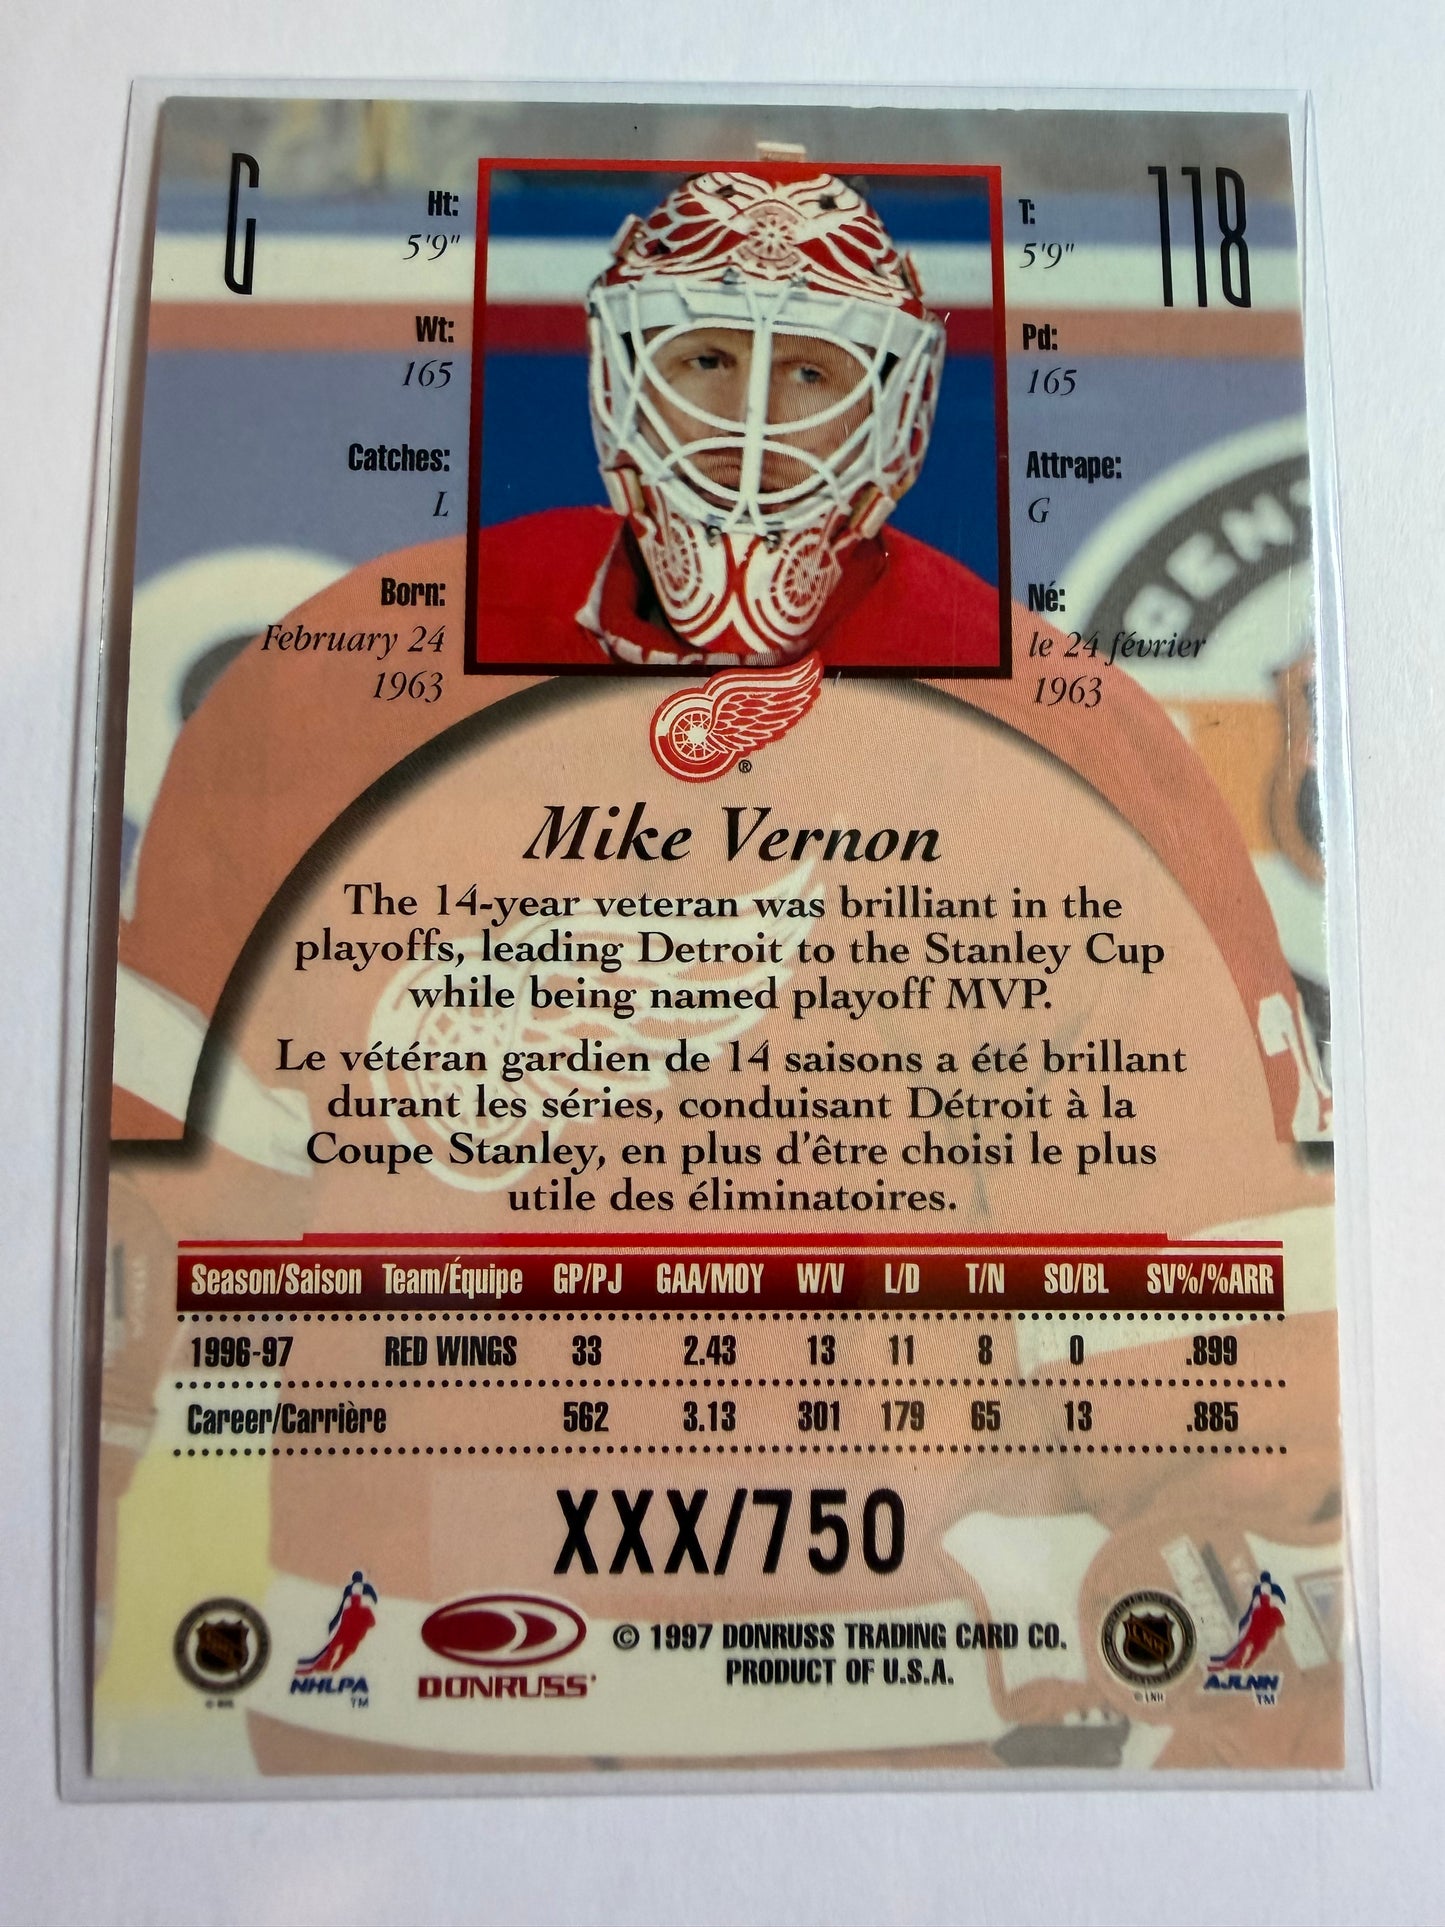 G
118
Ht:
5'9"
Wt:
165
Catches:
L
Born:
February 24
1963
T:
5'9"
Pd:
165
Attrape:
G
Né:
le 24 février
1963
®
Mike Vernon
The 14-year veteran was brilliant in the
playoffs, leading Detroit to the Stanley Cup
while being named playoff MVP.
Le vétéran gardien de 14 saisons a été brillant
durant les séries, conduisant Détroit à la
Coupe Stanley, en plus d'être choisi le plus
utile des éliminatoires.
Season/Saison Team/Équipe GP/PJ GAA/MOY W/V L/D T/N SO/BL SV%/%ARR
1996-97 RED WINGS 33 2.43 13 11 8 0 .899
Career/Carrière 562 3.13 301 179 65 13 .885
XXX/750
NHLPA
TM
DONRUSS
© 1997 DONRUSS TRADING CARD CO.
PRODUCT OF U.S.A.
© LNH
AJLNH
TM